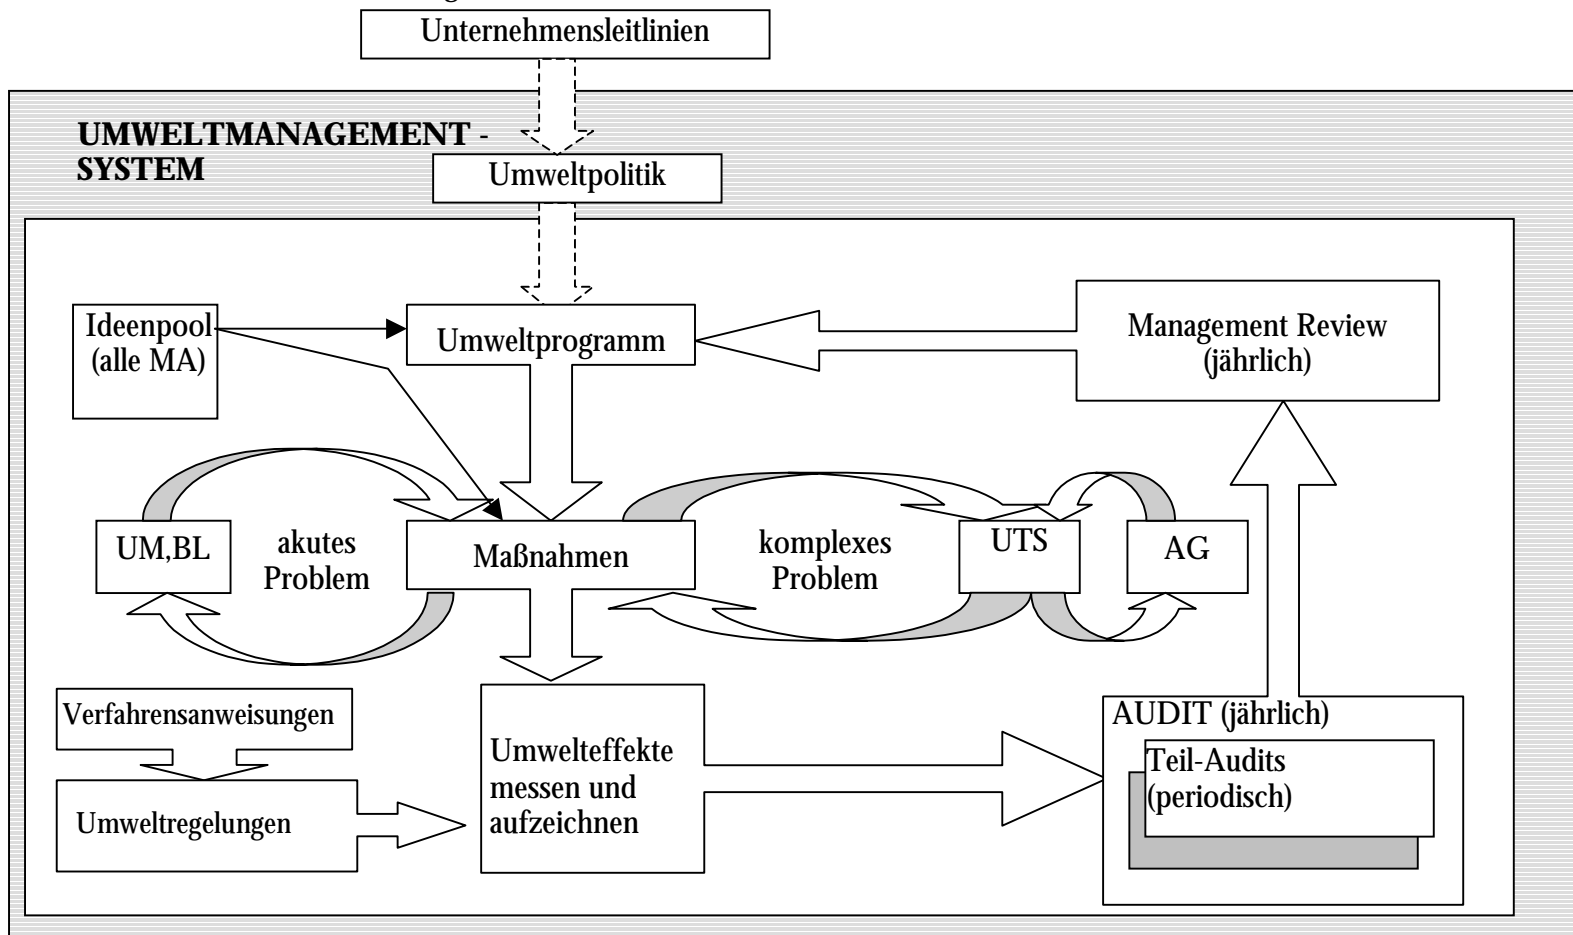 Unternehmensleitlinien
UMWELTMANAGEMENT -
SYSTEM
Umweltpolitik
Ideenpool
(alle MA)
Umweltprogramm
Management Review
(jährlich)
UM,BL
akutes
Problem
Maßnahmen
komplexes
Problem
UTS
AG
Verfahrensanweisungen
Umweltregelungen
Umwelteffekte
messen und
aufzeichnen
AUDIT (jährlich)
Teil-Audits
(periodisch)